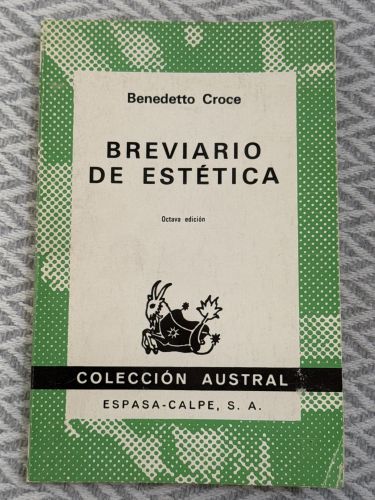 Benedetto Croce
BREVIARIO
DE ESTÉTICA
Octava edición
COLECCIÓN AUSTRAL
ESPASA-CALPE, S. A.